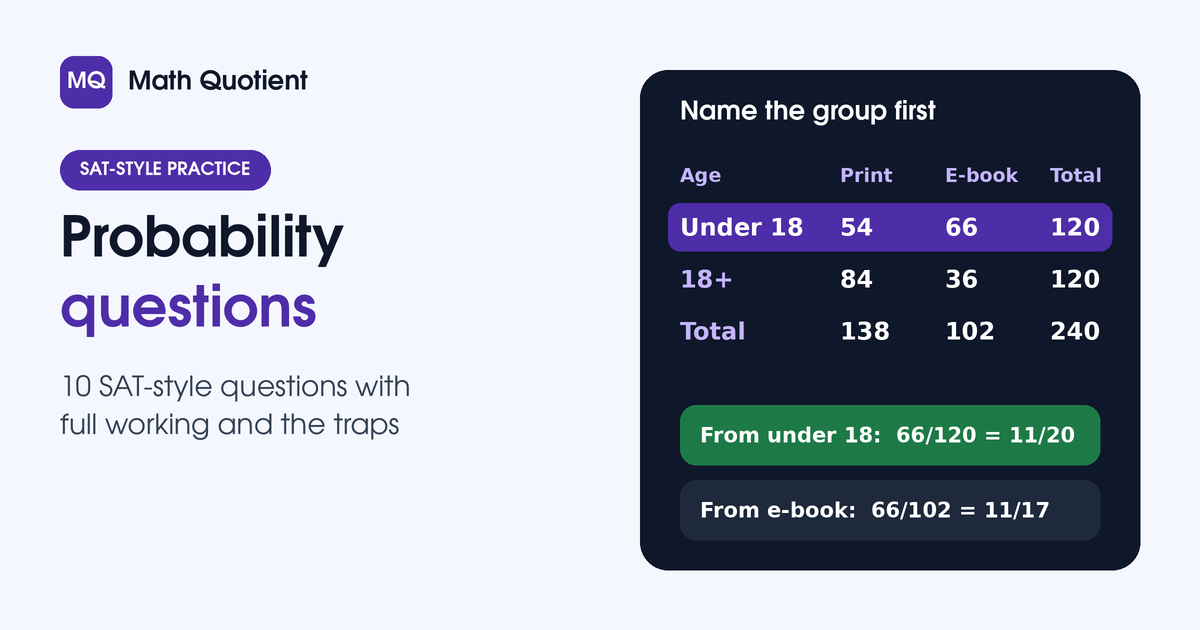 MQ Math Quotient
SAT-STYLE PRACTICE
Probability
questions
10 SAT-style questions with
full working and the traps
Name the group first
Age Print E-book Total
Under 18 54 66 120
18+ 84 36 120
Total 138 102 240
From under 18: 66/120 = 11/20
From e-book: 66/102 = 11/17